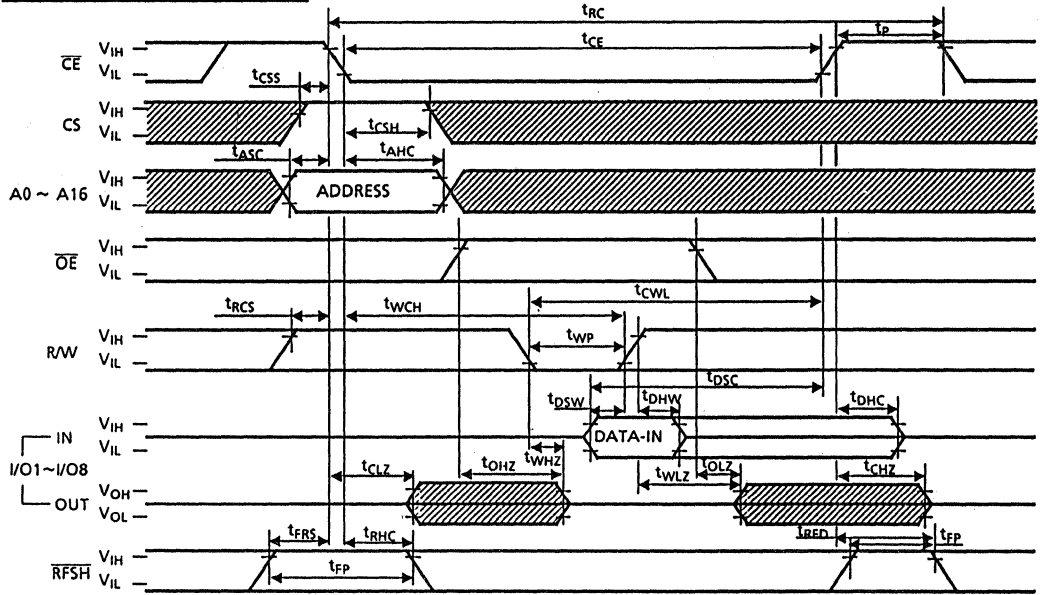 tRC
tCE
tP
CE
VIH
VIL
tCSS
CS
VIH
VIL
tCSH
tASC
tAHC
A0 ~ A16
VIH
VIL
ADDRESS
OE
VIH
VIL
tCWL
tRCS
tWCH
R/W
VIH
VIL
tWP
tDSC
tDSW
tDHW
tDHC
IN
VIH
VIL
DATA-IN
I/O1~I/O8
tWHZ
tCLZ
tOHZ
tWLZ
tOLZ
tCHZ
OUT
VOH
VOL
tFRS
tRHC
tRFD
tFP
RFSH
VIH
VIL
tFP